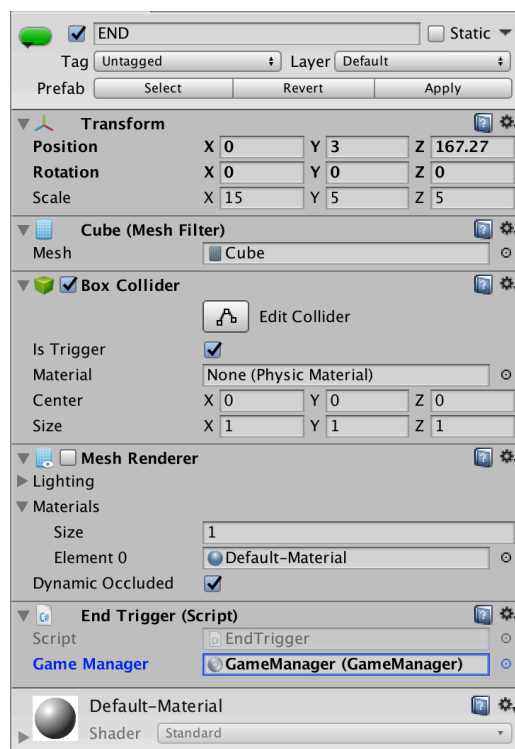 END Static
Tag Untagged Layer Default
Prefab Select Revert Apply
Transform
Position X 0 Y 3 Z 167.27
Rotation X 0 Y 0 Z 0
Scale X 15 Y 5 Z 5
Cube (Mesh Filter)
Mesh Cube
Box Collider
Edit Collider
Is Trigger
Material None (Physic Material)
Center X 0 Y 0 Z 0
Size X 1 Y 1 Z 1
Mesh Renderer
Lighting
Materials
Size 1
Element 0 Default-Material
Dynamic Occluded
End Trigger (Script)
Script EndTrigger
Game Manager GameManager (GameManager)
Default-Material
Shader Standard